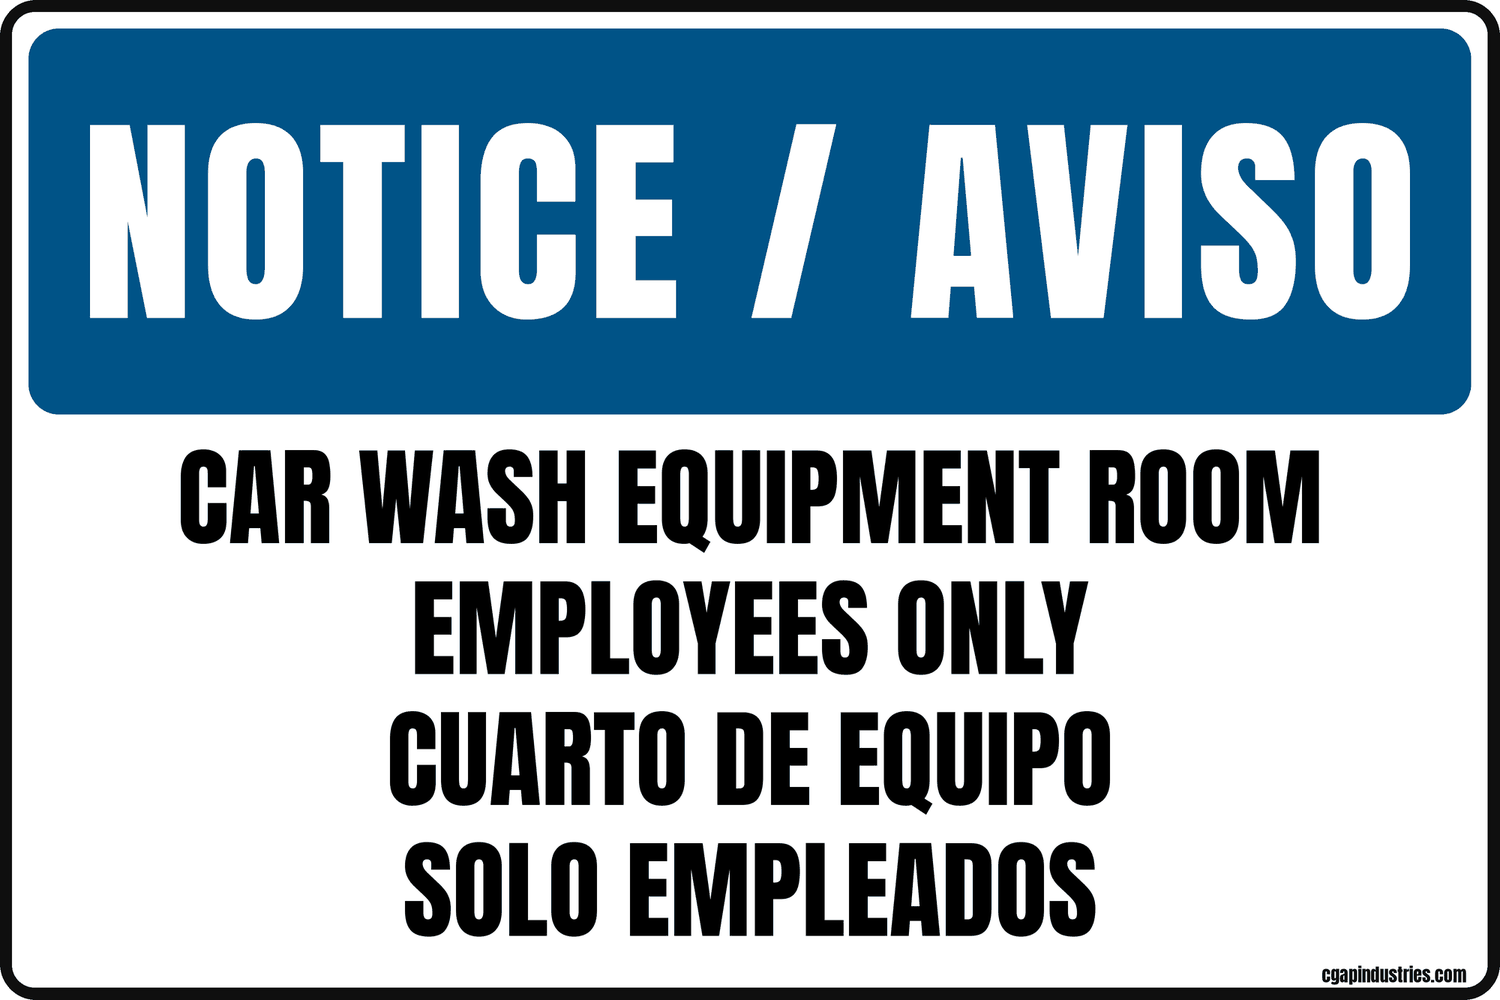 NOTICE / AVISO
CAR WASH EQUIPMENT ROOM
EMPLOYEES ONLY
CUARTO DE EQUIPO
SOLO EMPLEADOS
cgapindustries.com